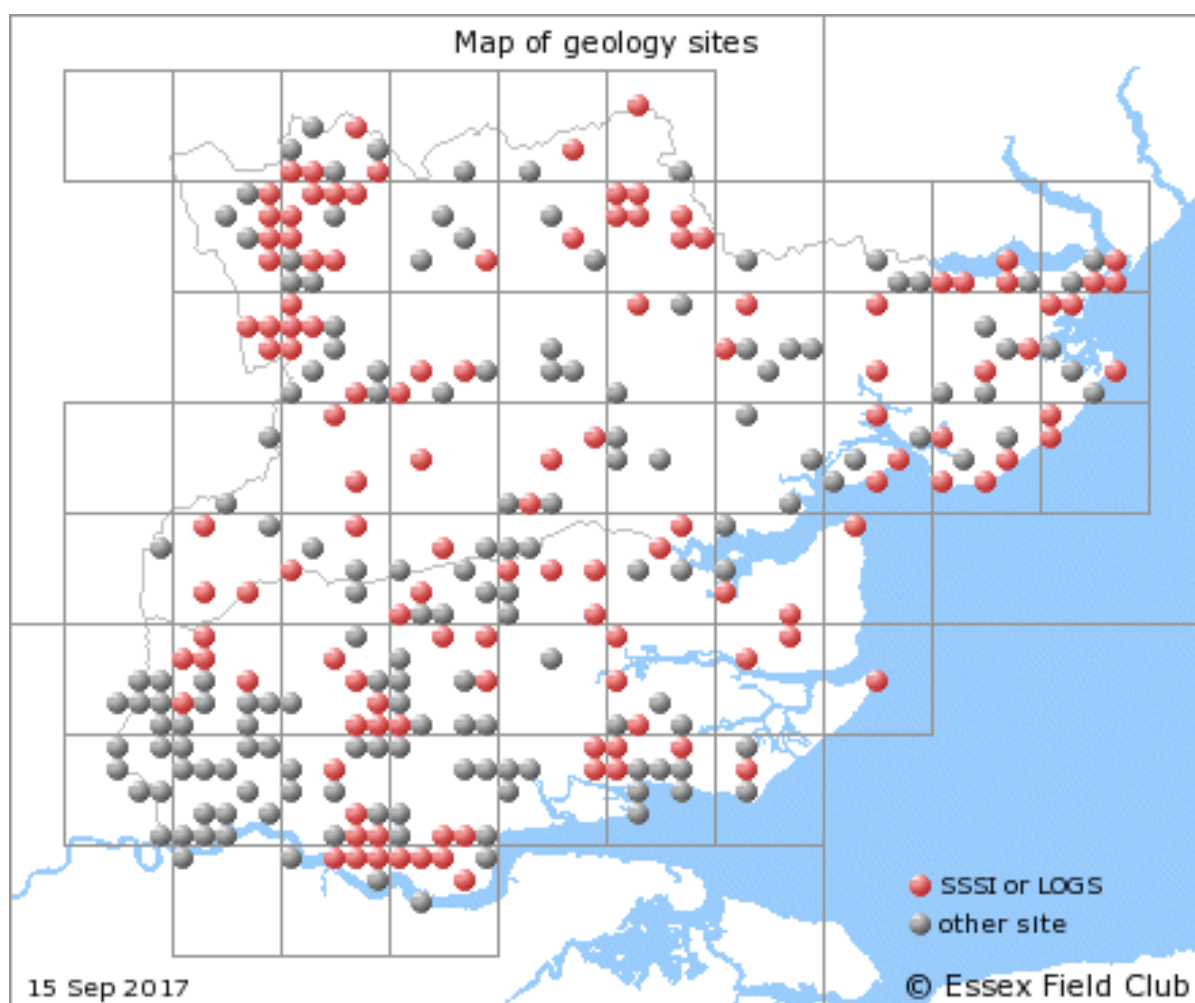 Map of geology sites
SSSI or LOGS
other site
15 Sep 2017
© Essex Field Club